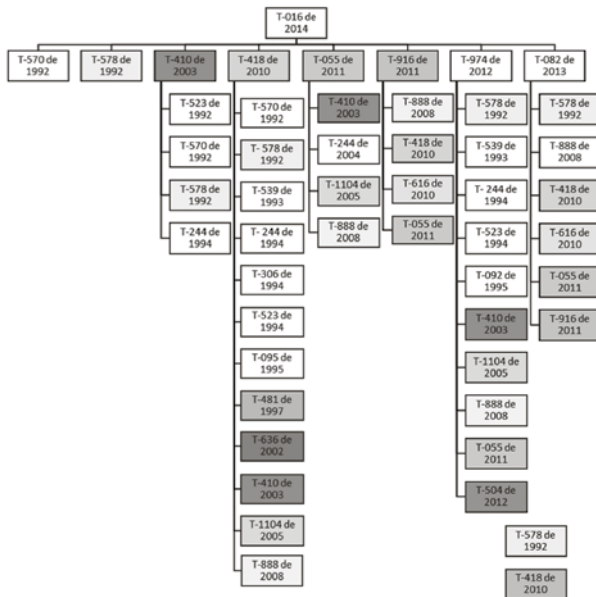 T-016 de
2014
T-570 de
1992
T-578 de
1992
T-410 de
2003
T-418 de
2010
T-055 de
2011
T-916 de
2011
T-974 de
2012
T-082 de
2013
T-523 de
1992
T-570 de
1992
T-578 de
1992
T-244 de
1994
T-570 de
1992
T- 578 de
1992
T-539 de
1993
T- 244 de
1994
T-306 de
1994
T-523 de
1994
T-095 de
1995
T-481 de
1997
T-636 de
2002
T-410 de
2003
T-1104 de
2005
T-888 de
2008
T-410 de
2003
T-244 de
2004
T-1104 de
2005
T-888 de
2008
T-888 de
2008
T-418 de
2010
T-616 de
2010
T-055 de
2011
T-578 de
1992
T-539 de
1993
T- 244 de
1994
T-523 de
1994
T-092 de
1995
T-410 de
2003
T-1104 de
2005
T-888 de
2008
T-055 de
2011
T-504 de
2012
T-578 de
1992
T-888 de
2008
T-418 de
2010
T-616 de
2010
T-055 de
2011
T-916 de
2011
T-578 de
1992
T-418 de
2010